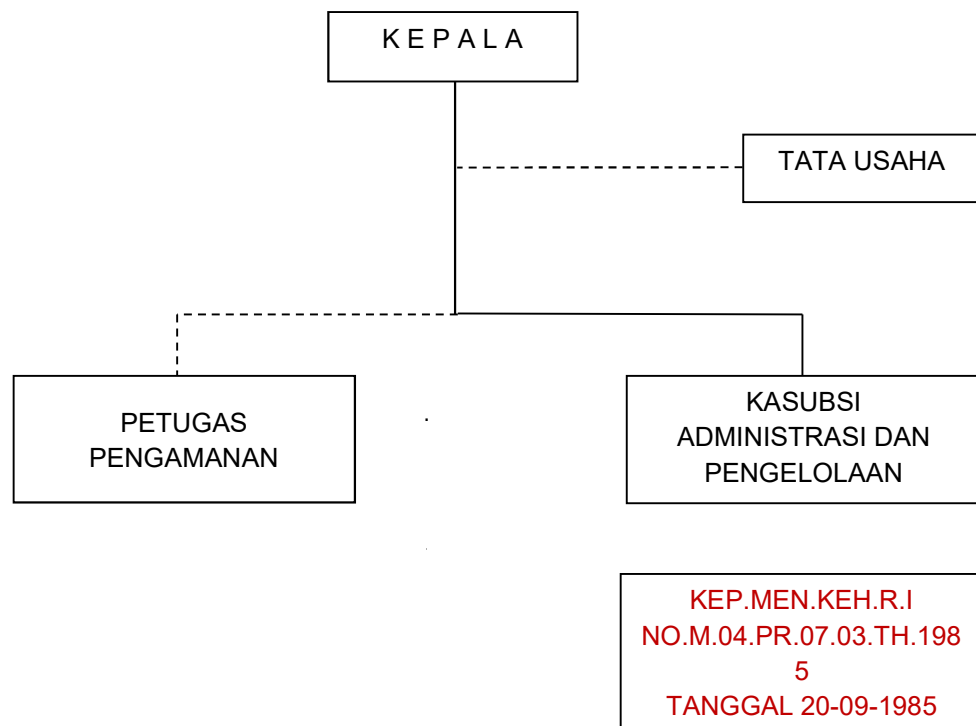 K E P A L A
TATA USAHA
PETUGAS
PENGAMANAN
KASUBSI
ADMINISTRASI DAN
PENGELOLAAN
KEP.MEN.KEH.R.I
NO.M.04.PR.07.03.TH.198
5
TANGGAL 20-09-1985